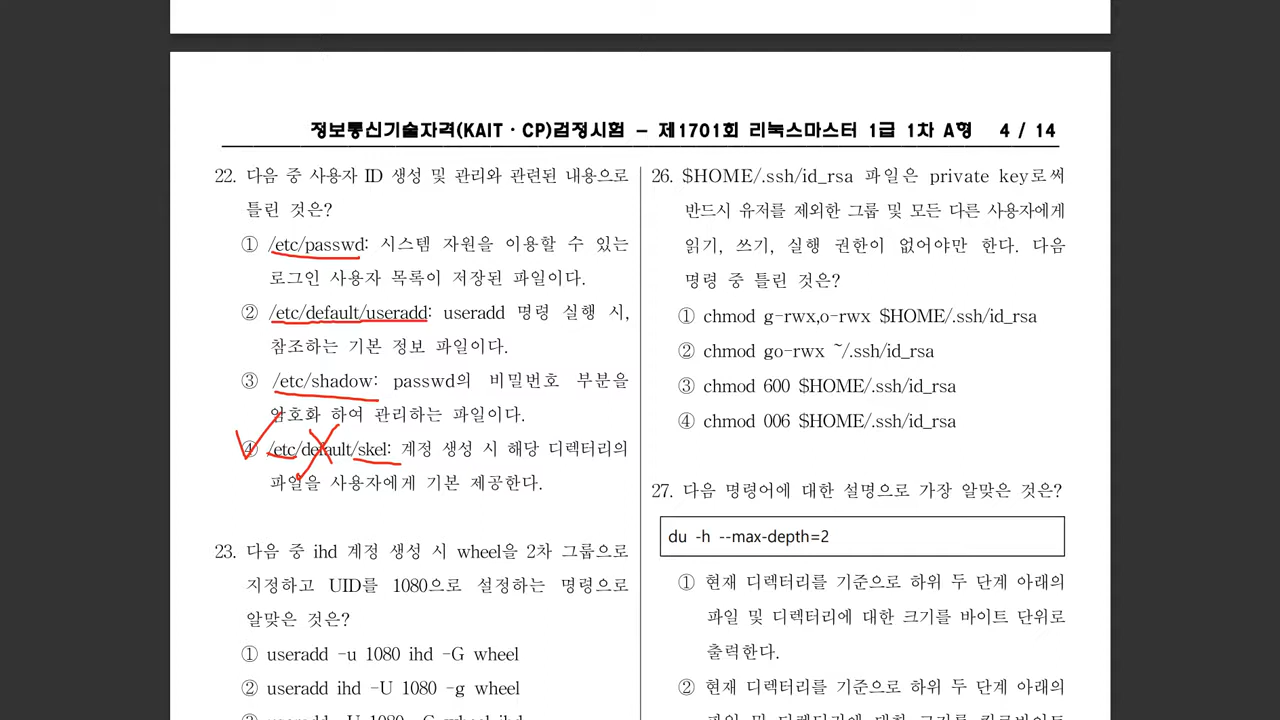 정보통신기술자격(KAIT · CP)검정시험 - 제1701회 리눅스마스터 1급 1차 A형 4 / 14
22. 다음 중 사용자 ID 생성 및 관리와 관련된 내용으로
틀린 것은?
① /etc/passwd: 시스템 자원을 이용할 수 있는
로그인 사용자 목록이 저장된 파일이다.
② /etc/default/useradd: useradd 명령 실행 시,
참조하는 기본 정보 파일이다.
③ /etc/shadow: passwd의 비밀번호 부분을
암호화 하여 관리하는 파일이다.
④ /etc/default/skel: 계정 생성 시 해당 디렉터리의
파일을 사용자에게 기본 제공한다.
23. 다음 중 ihd 계정 생성 시 wheel을 2차 그룹으로
지정하고 UID를 1080으로 설정하는 명령으로
알맞은 것은?
① useradd -u 1080 ihd -G wheel
② useradd ihd -U 1080 -g wheel
26. $HOME/.ssh/id_rsa 파일은 private key로써
반드시 유저를 제외한 그룹 및 모든 다른 사용자에게
읽기, 쓰기, 실행 권한이 없어야만 한다. 다음
명령 중 틀린 것은?
① chmod g-rwx,o-rwx $HOME/.ssh/id_rsa
② chmod go-rwx ~/.ssh/id_rsa
③ chmod 600 $HOME/.ssh/id_rsa
④ chmod 006 $HOME/.ssh/id_rsa
27. 다음 명령어에 대한 설명으로 가장 알맞은 것은?
du -h --max-depth=2
① 현재 디렉터리를 기준으로 하위 두 단계 아래의
파일 및 디렉터리에 대한 크기를 바이트 단위로
출력한다.
② 현재 디렉터리를 기준으로 하위 두 단계 아래의